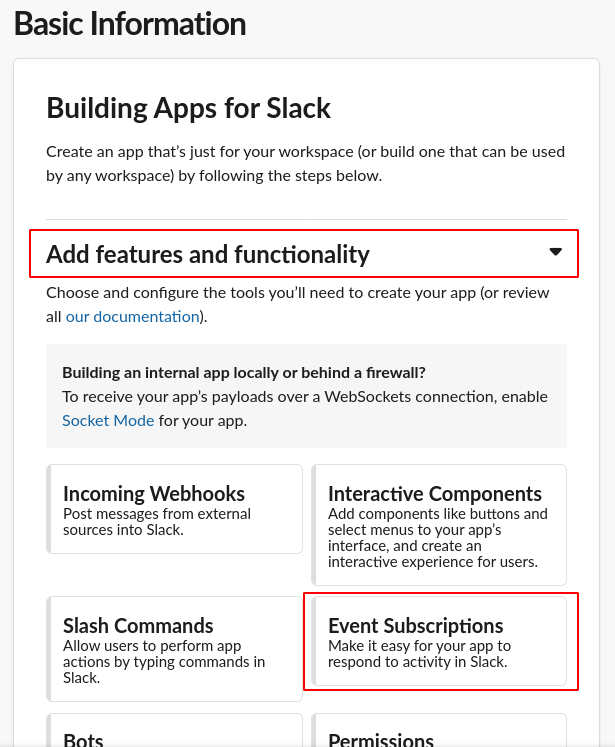 Basic Information
Building Apps for Slack
Create an app that's just for your workspace (or build one that can be used
by any workspace) by following the steps below.
Add features and functionality
Choose and configure the tools you'll need to create your app (or review
all our documentation).
Building an internal app locally or behind a firewall?
To receive your app's payloads over a WebSockets connection, enable
Socket Mode for your app.
Incoming Webhooks
Post messages from external
sources into Slack.
Interactive Components
Add components like buttons and
select menus to your app's
interface, and create an
interactive experience for users.
Slash Commands
Allow users to perform app
actions by typing commands in
Slack.
Event Subscriptions
Make it easy for your app to
respond to activity in Slack.
Bots
Permissions